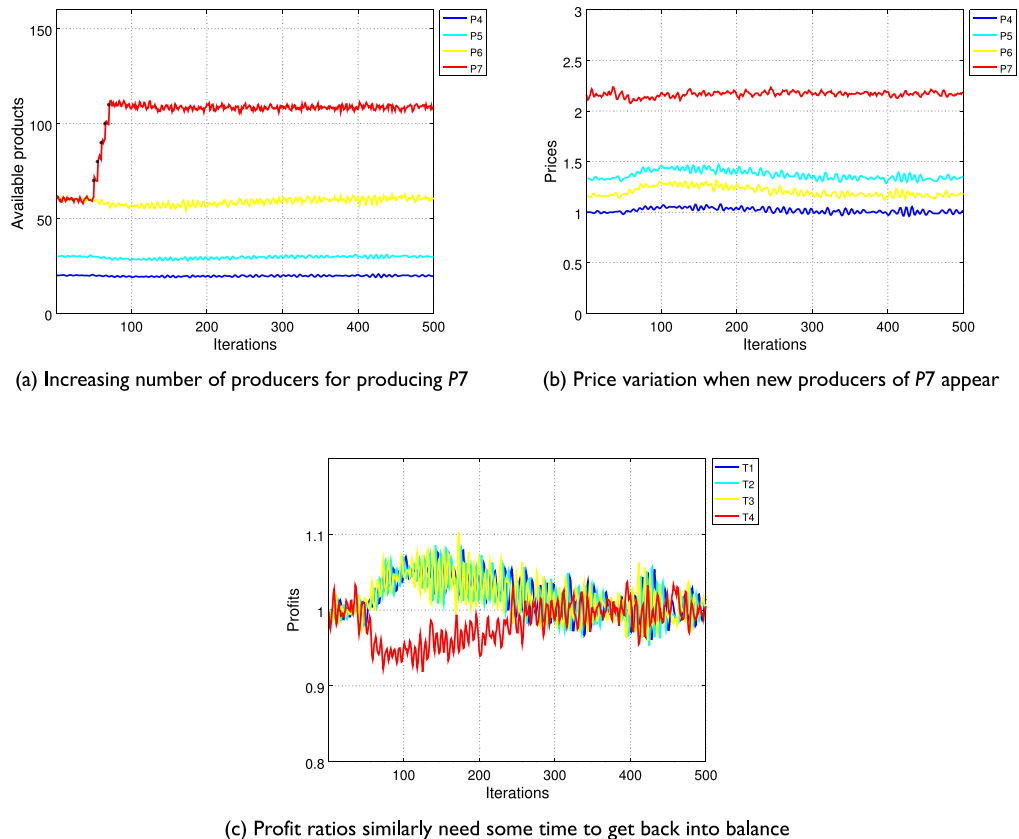 150
100
50
0
Available products
100 200 300 400 500
Iterations
P4
P5
P6
P7
(a) Increasing number of producers for producing P7
3
2.5
2
1.5
1
0.5
0
Prices
100 200 300 400 500
Iterations
P4
P5
P6
P7
(b) Price variation when new producers of P7 appear
1.1
1
0.9
0.8
Profits
100 200 300 400 500
Iterations
T1
T2
T3
T4
(c) Profit ratios similarly need some time to get back into balance